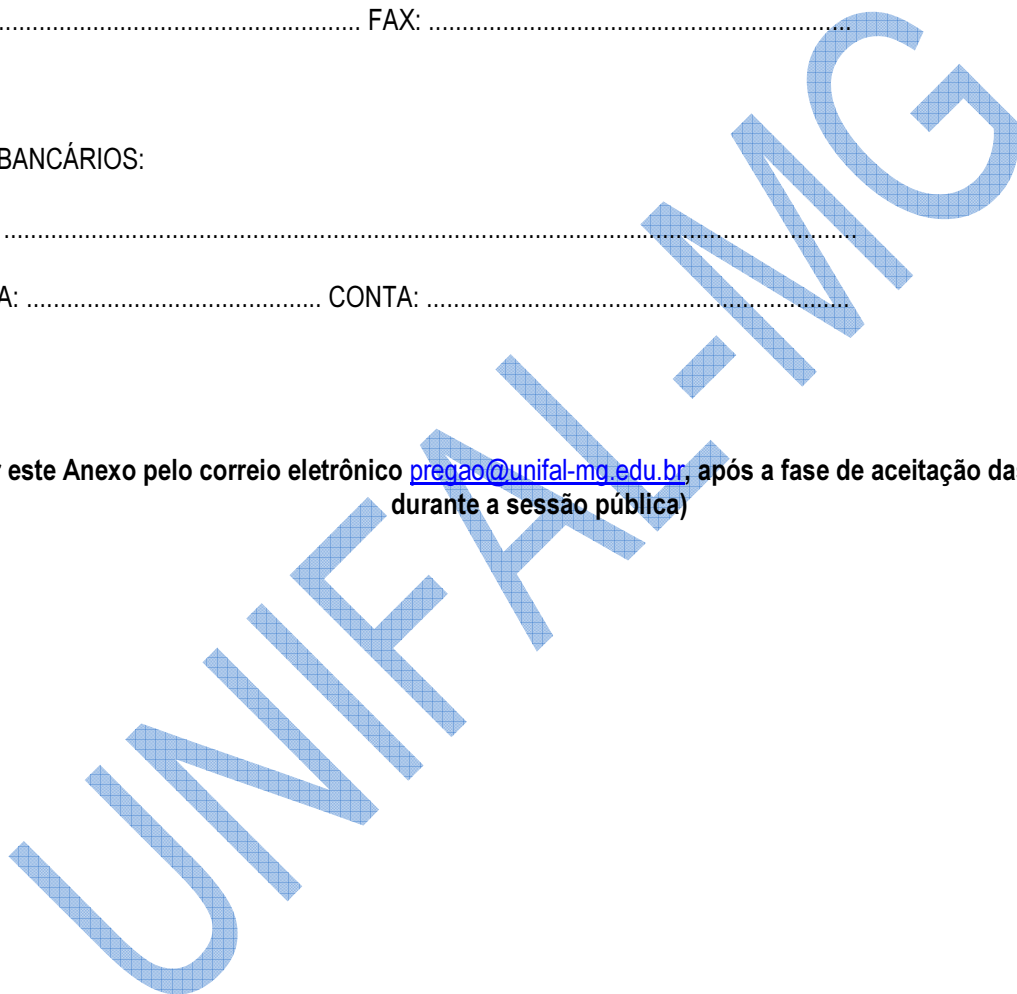 ...................................................... FAX: ...............................................................
BANCÁRIOS:
...............................................................................................................................
A: ............................................ CONTA: ...............................................................
este Anexo pelo correio eletrônico pregao@unifal-mg.edu.br, após a fase de aceitação da
durante a sessão pública)
UNIFAL-MG